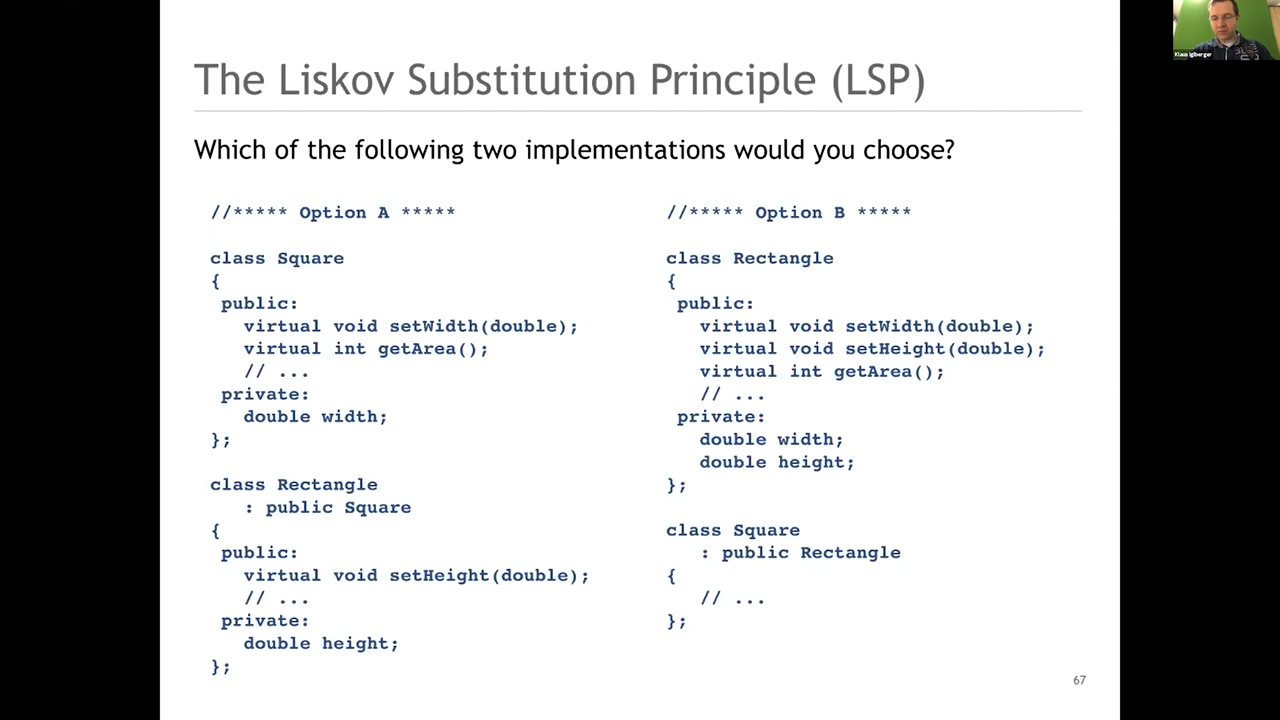 Klaus Iglberger
The Liskov Substitution Principle (LSP)
Which of the following two implementations would you choose?
//***** Option A *****
class Square
{
public:
virtual void setWidth(double);
virtual int getArea();
// ...
private:
double width;
};
class Rectangle
: public Square
{
public:
virtual void setHeight(double);
// ...
private:
double height;
};
//***** Option B *****
class Rectangle
{
public:
virtual void setWidth(double);
virtual void setHeight(double);
virtual int getArea();
// ...
private:
double width;
double height;
};
class Square
: public Rectangle
{
// ...
};
67